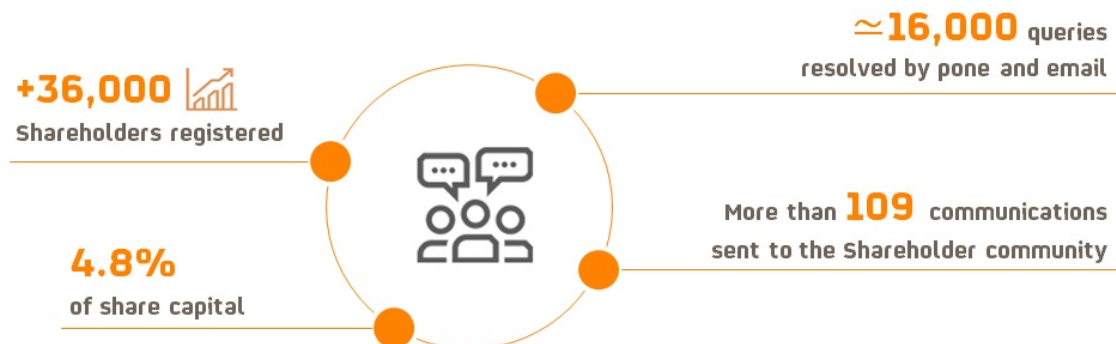 +36,000
Shareholders registered
4.8%
of share capital
≃16,000 queries
resolved by pone and email
More than 109 communications
sent to the Shareholder community